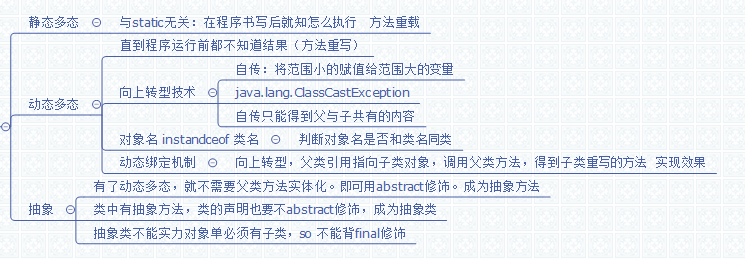 静态多态 与static无关：在程序书写后就知怎么执行 方法重载
直到程序运行前都不知道结果（方法重写）
自传：将范围小的赋值给范围大的变量
向上转型技术 java.lang.ClassCastException
自传只能得到父与子共有的内容
动态多态
对象名 instandceof 类名 判断对象名是否和类名同类
动态绑定机制 向上转型，父类引用指向子类对象，调用父类方法，得到子类重写的方法 实现效果
有了动态多态，就不需要父类方法实体化。即可用abstract修饰。成为抽象方法
抽象 类中有抽象方法，类的声明也要不abstract修饰，成为抽象类
抽象类不能实力对象单必须有子类，so 不能背final修饰